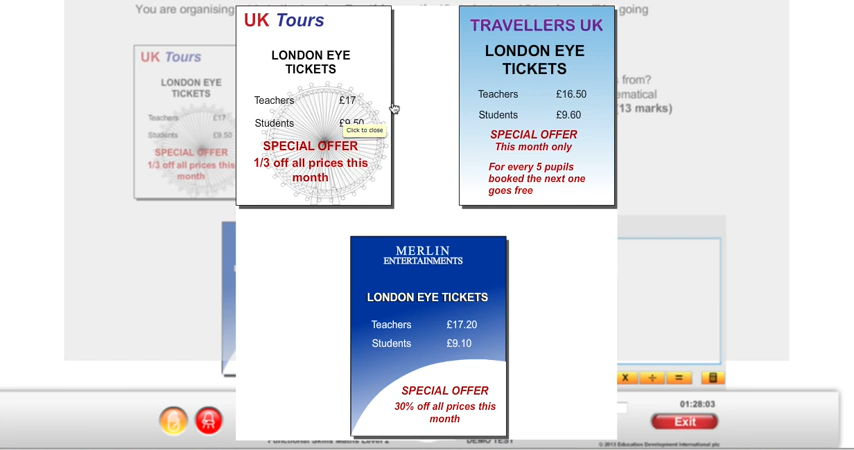 You are organising
going
UK Tours
LONDON EYE
TICKETS
Teachers £17
Students £9.50
SPECIAL OFFER
1/3 off all prices this
month
UK Tours
LONDON EYE
TICKETS
Teachers £17
Students £9.50
Click to close
SPECIAL OFFER
1/3 off all prices this
month
TRAVELLERS UK
LONDON EYE
TICKETS
Teachers £16.50
Students £9.60
SPECIAL OFFER
This month only
For every 5 pupils
booked the next one
goes free
from?
(13 marks)
MERLIN
ENTERTAINMENTS
LONDON EYE TICKETS
Teachers £17.20
Students £9.10
SPECIAL OFFER
30% off all prices this
month
x ÷ =
01:28:03
Exit
Functional Skills Maths Level 2
DEMO TEST
© 2013 Education Development International plc